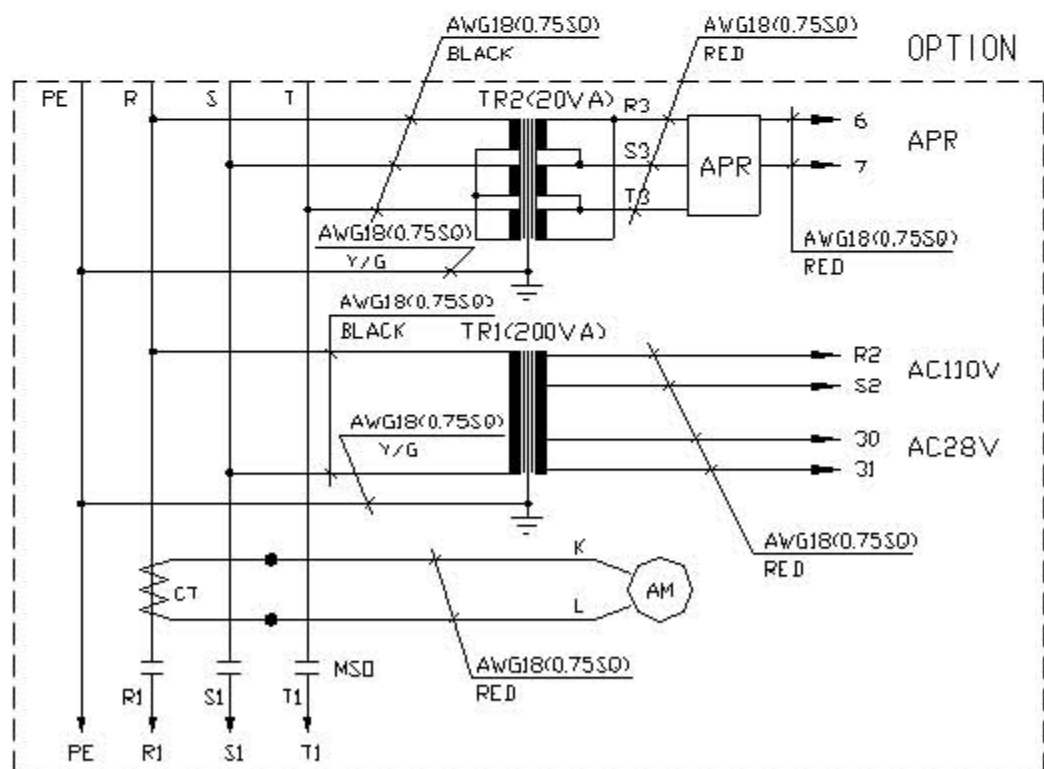 AWG18(0.75SQ)
BLACK
AWG18(0.75SQ)
RED
OPTION
PE
R
S
T
TR2(20VA)
R3
S3
T3
APR
6
7
APR
AWG18(0.75SQ)
Y/G
AWG18(0.75SQ)
RED
AWG18(0.75SQ)
BLACK
TR1(200VA)
R2
S2
AC110V
30
31
AC28V
AWG18(0.75SQ)
Y/G
AWG18(0.75SQ)
RED
CT
K
L
AM
AWG18(0.75SQ)
RED
MS0
R1
S1
T1
PE
R1
S1
T1